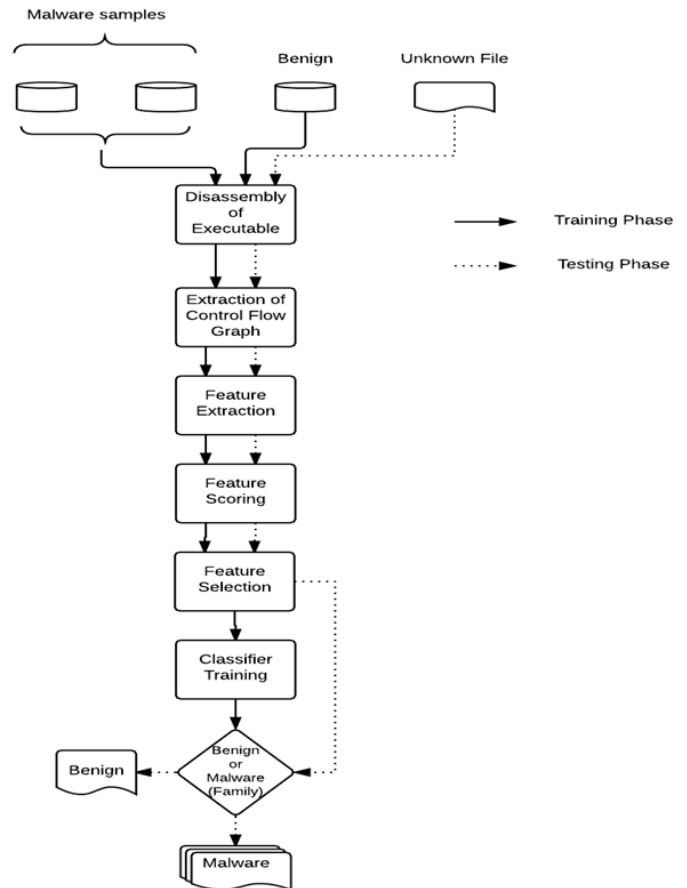 Malware samples
Benign
Unknown File
Disassembly
of
Executable
Training Phase
Testing Phase
Extraction of
Control Flow
Graph
Feature
Extraction
Feature
Scoring
Feature
Selection
Classifier
Training
Benign
or
Malware
(Family)
Benign
Malware